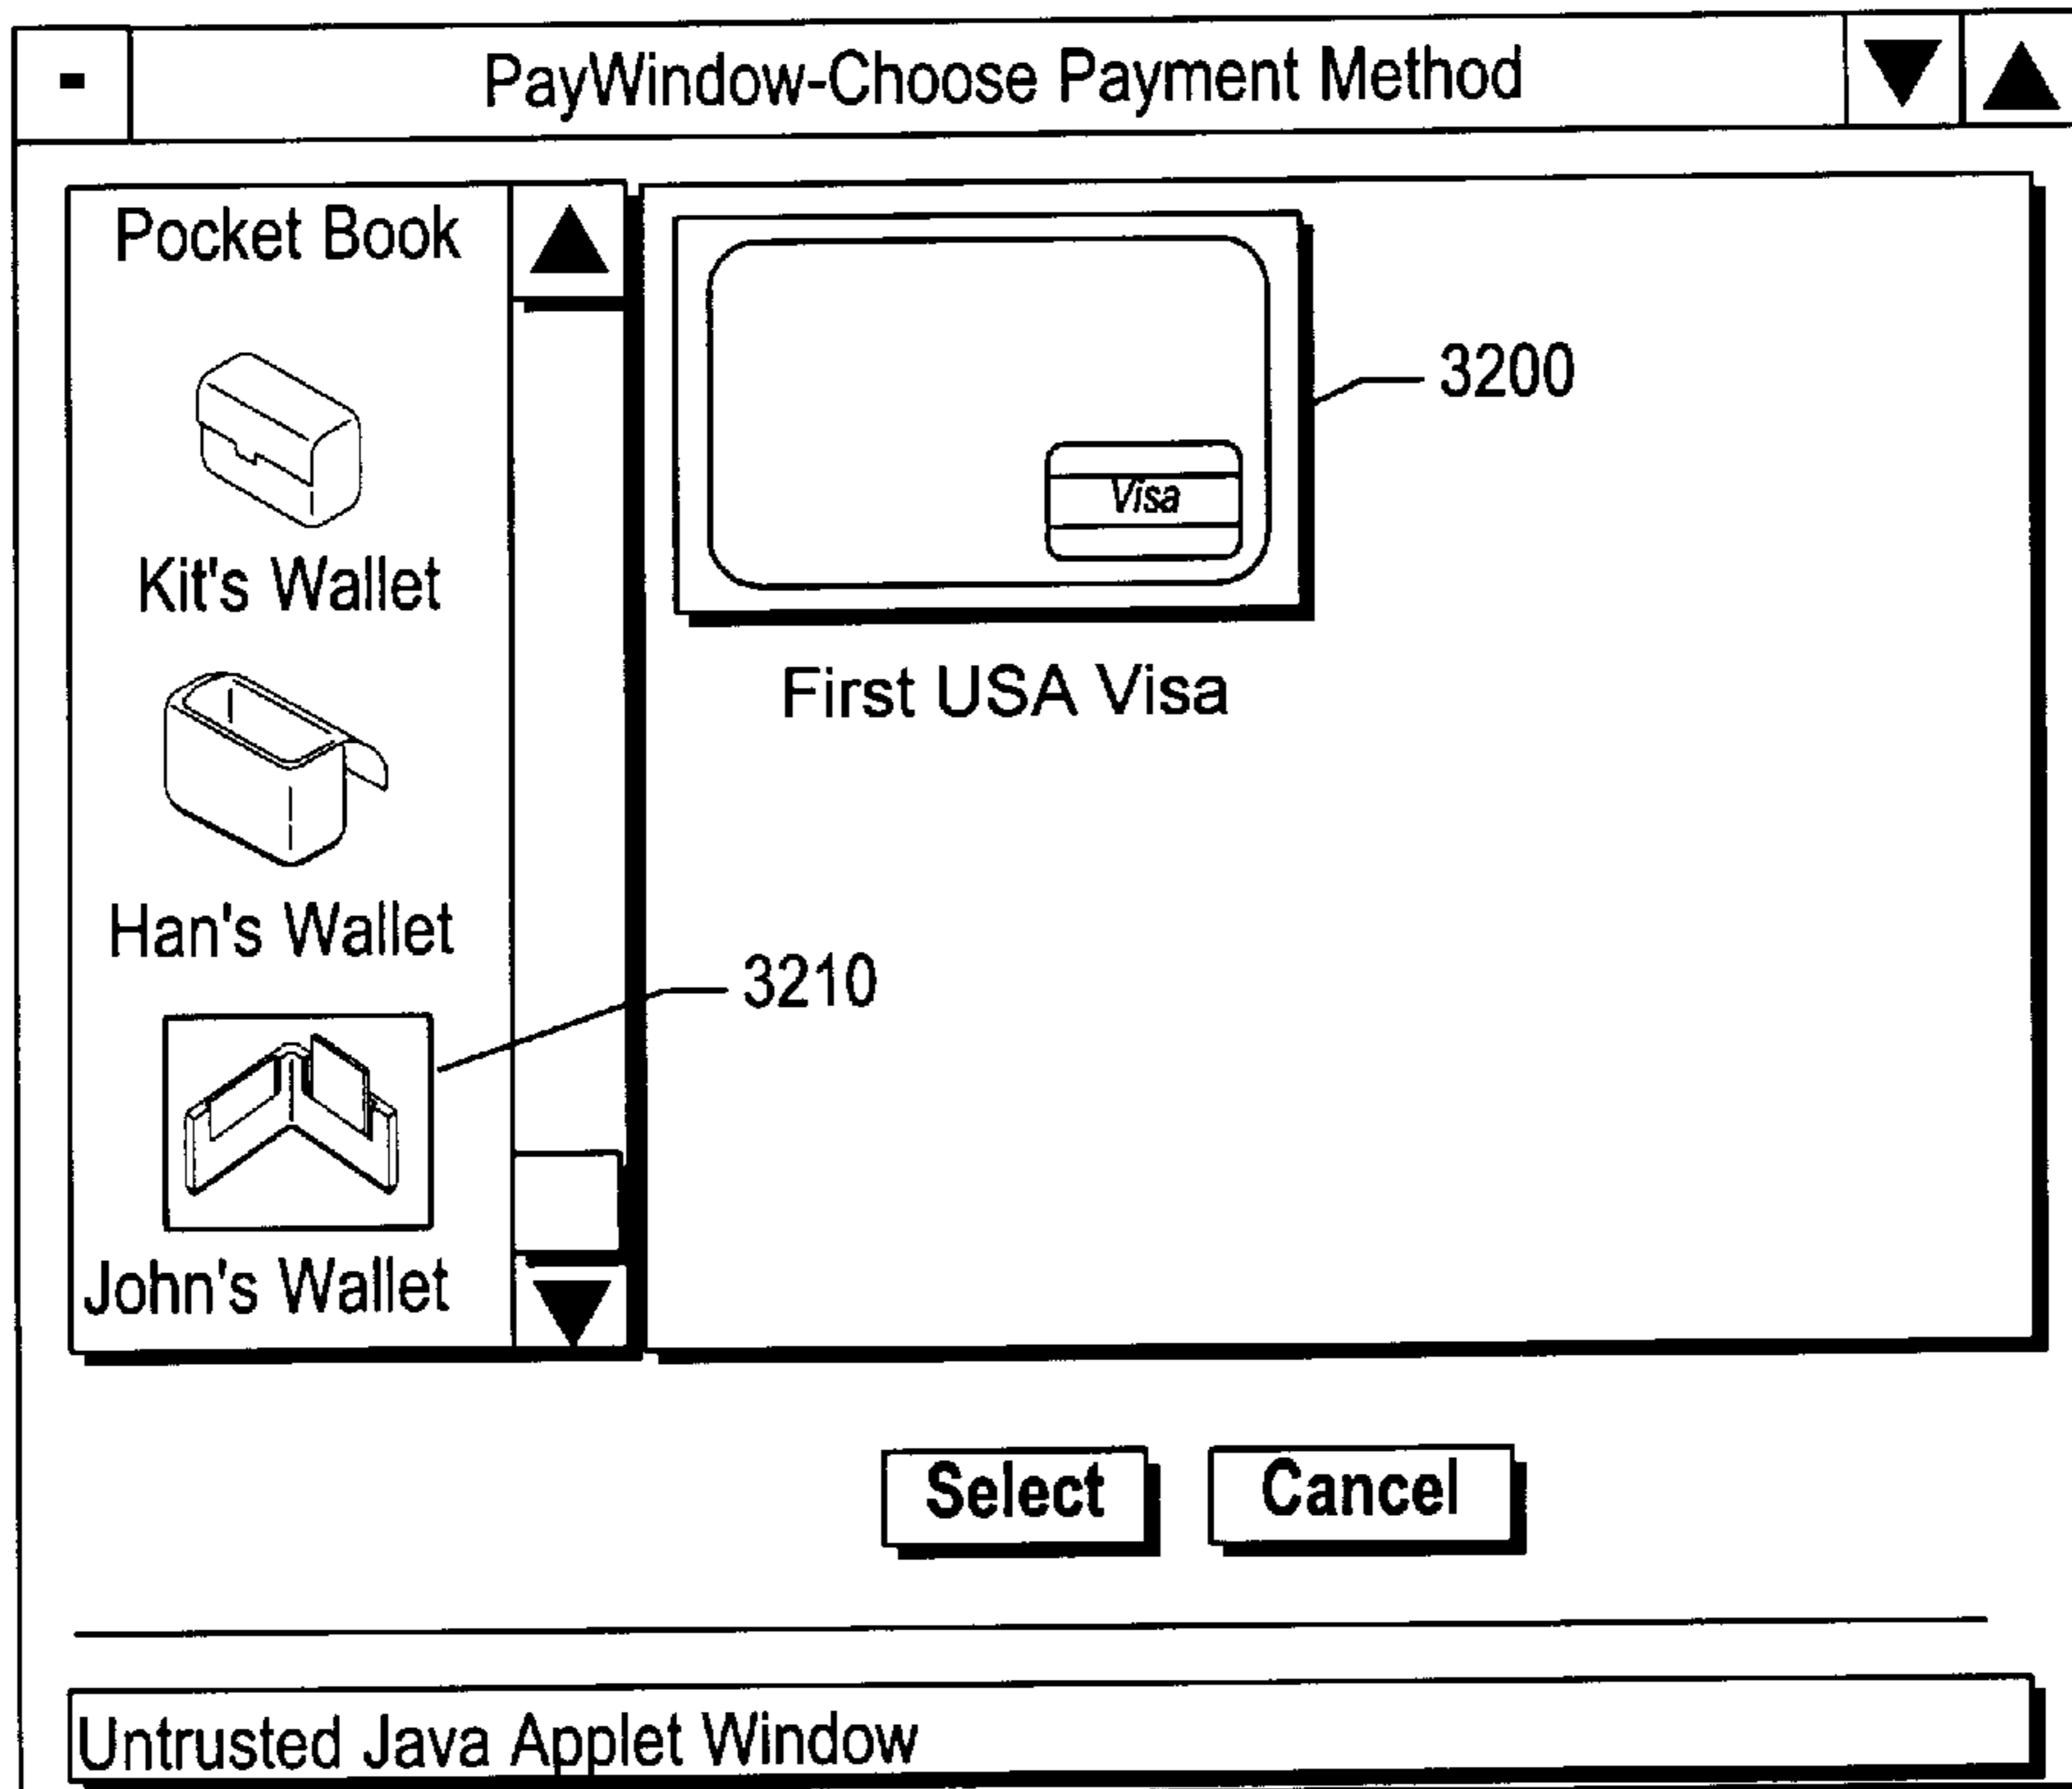 PayWindow-Choose Payment Method
Pocket Book
Kit's Wallet
Han's Wallet
John's Wallet
3200
Visa
First USA Visa
3210
Select
Cancel
Untrusted Java Applet Window